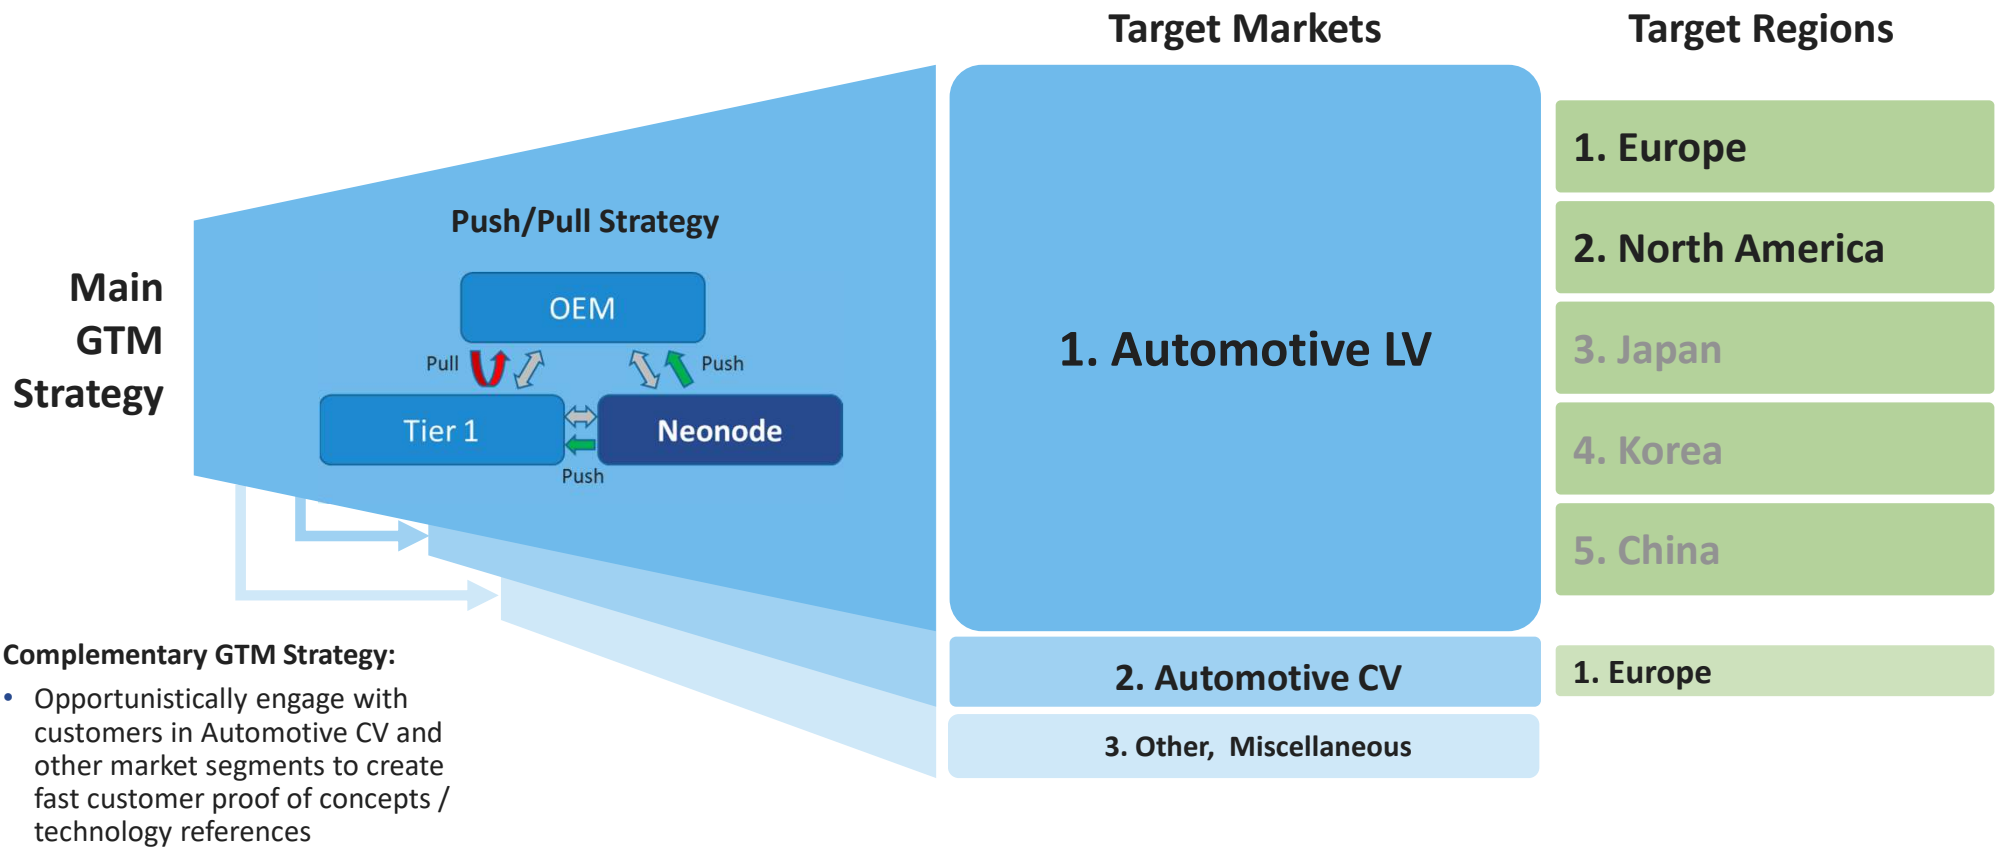 Target Markets
Target Regions
Main
GTM
Strategy
Push/Pull Strategy
OEM
Pull
Push
Tier 1
Neonode
Push
1. Automotive LV
1. Europe
2. North America
3. Japan
4. Korea
5. China
2. Automotive CV
1. Europe
3. Other, Miscellaneous
Complementary GTM Strategy:
• Opportunistically engage with
customers in Automotive CV and
other market segments to create
fast customer proof of concepts /
technology references